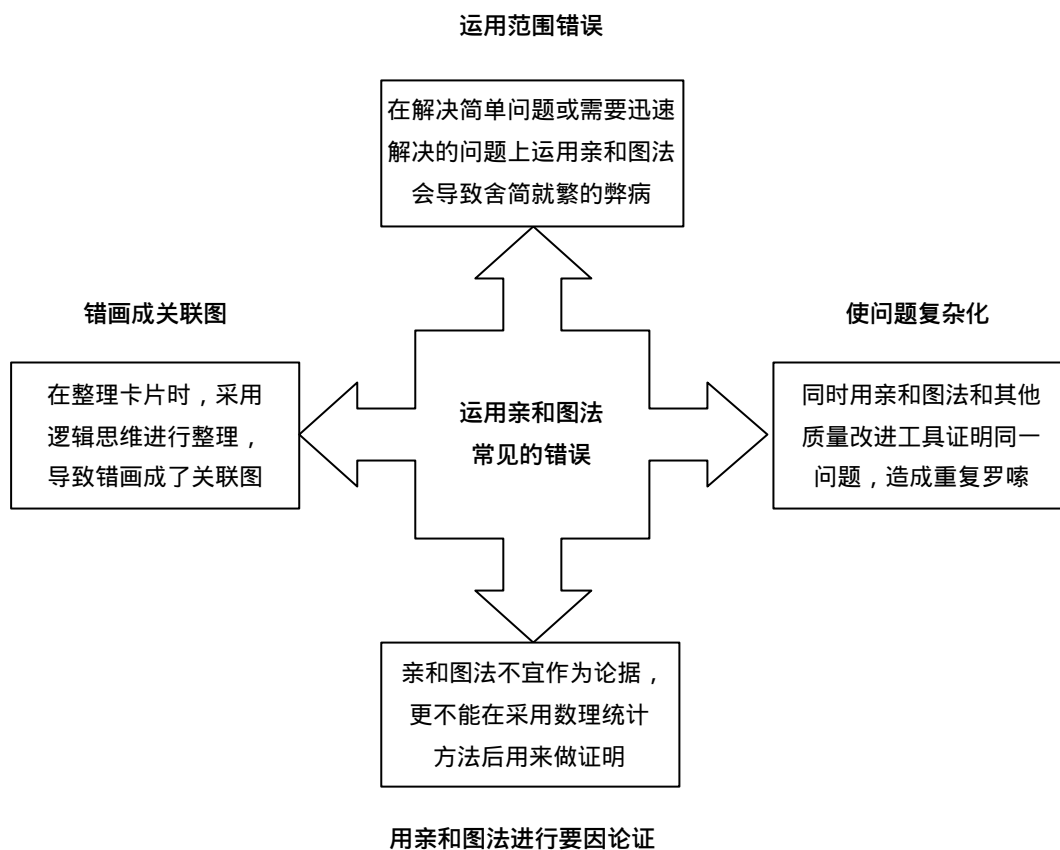 运用范围错误
在解决简单问题或需要迅速
解决的问题上运用亲和图法
会导致舍简就繁的弊病
错画成关联图
在整理卡片时，采用
逻辑思维进行整理，
导致错画成了关联图
运用亲和图法
常见的错误
使问题复杂化
同时用亲和图法和其他
质量改进工具证明同一
问题，造成重复罗嗦
亲和图法不宜作为论据，
更不能在采用数理统计
方法后用来做证明
用亲和图法进行要因论证